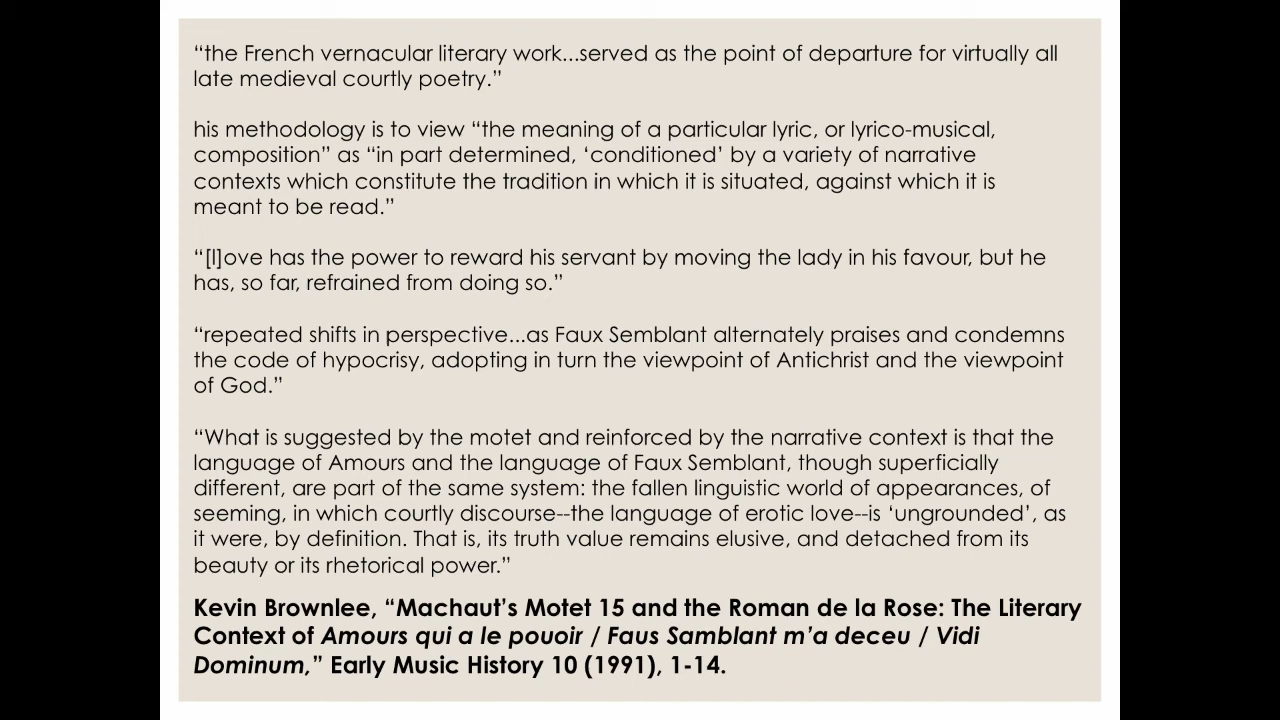 “the French vernacular literary work...served as the point of departure for virtually all
late medieval courtly poetry.”
his methodology is to view “the meaning of a particular lyric, or lyrico-musical,
composition” as “in part determined, ‘conditioned’ by a variety of narrative
contexts which constitute the tradition in which it is situated, against which it is
meant to be read.”
“[l]ove has the power to reward his servant by moving the lady in his favour, but he
has, so far, refrained from doing so.”
“repeated shifts in perspective...as Faux Semblant alternately praises and condemns
the code of hypocrisy, adopting in turn the viewpoint of Antichrist and the viewpoint
of God.”
“What is suggested by the motet and reinforced by the narrative context is that the
language of Amours and the language of Faux Semblant, though superficially
different, are part of the same system: the fallen linguistic world of appearances, of
seeming, in which courtly discourse--the language of erotic love--is ‘ungrounded’, as
it were, by definition. That is, its truth value remains elusive, and detached from its
beauty or its rhetorical power.”
Kevin Brownlee, “Machaut’s Motet 15 and the Roman de la Rose: The Literary
Context of Amours qui a le pouoir / Faus Samblant m’a deceu / Vidi
Dominum,” Early Music History 10 (1991), 1-14.